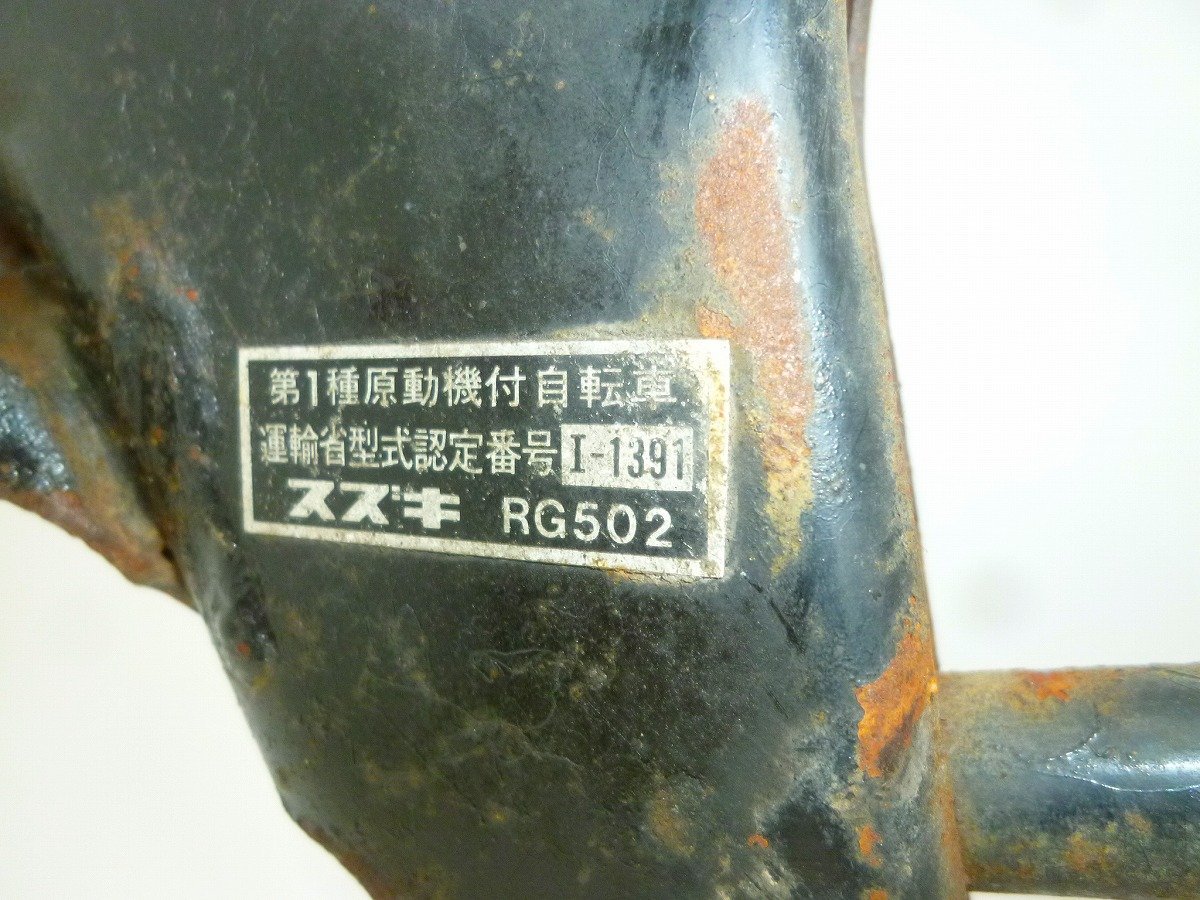 第1種原動機付自転車
運輸省型式認定番号 I-1391
スズキ RG502